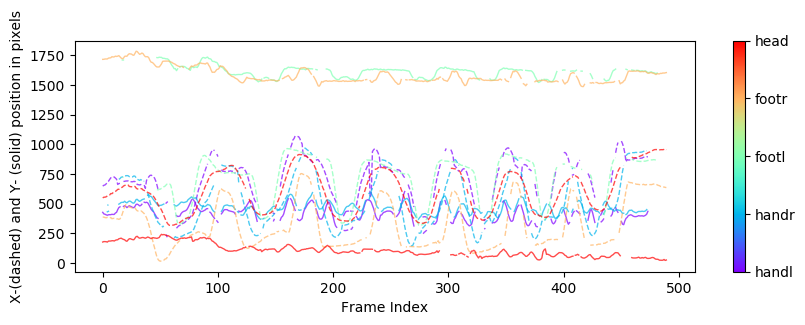 X-(dashed) and Y- (solid) position in pixels
1750
1500
1250
1000
750
500
250
0
0
100
200
300
400
500
Frame Index
head
footr
footl
handr
handl